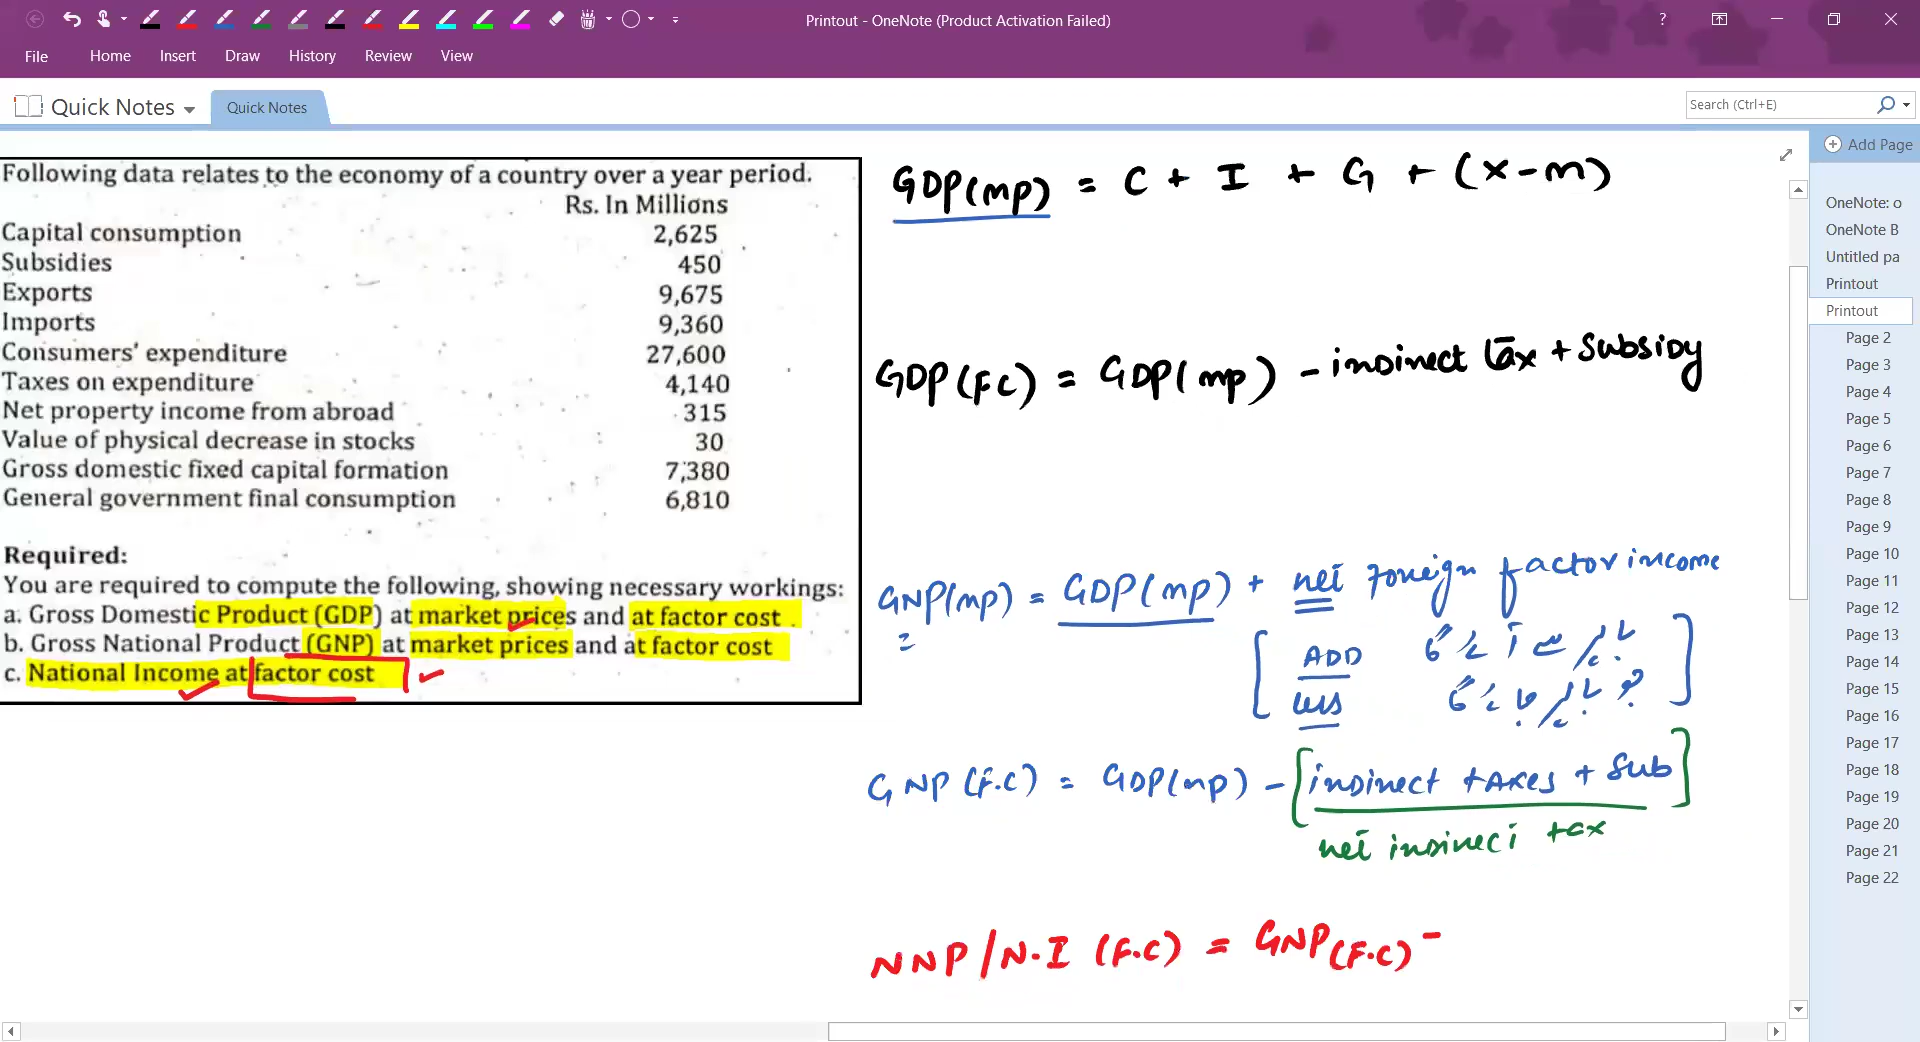 Printout - OneNote (Product Activation Failed)
?
File Home Insert Draw History Review View
Quick Notes
Quick Notes
Search (Ctrl+E)
Add Page
Following data relates to the economy of a country over a year period.
Rs. In Millions
Capital consumption 2,625
Subsidies 450
Exports 9,675
Imports 9,360
Consumers' expenditure 27,600
Taxes on expenditure 4,140
Net property income from abroad 315
Value of physical decrease in stocks 30
Gross domestic fixed capital formation 7,380
General government final consumption 6,810
Required:
You are required to compute the following, showing necessary workings:
a. Gross Domestic Product (GDP) at market prices and at factor cost
b. Gross National Product (GNP) at market prices and at factor cost
c. National Income at factor cost
GDP(mp) = C + I + G + (x-m)
GDP(FC) = GDP(mp) - indirect tax + Subsidy
GNP(mp) = GDP(mp) + net foreign factor income
ADD
less
GNP (F.C) = GDP(mp) - [indirect taxes + Sub]
net indirect tax
NNP/N.I (F.C) = GNP(F.C) -
OneNote: o
OneNote B
Untitled pa
Printout
Printout
Page 2
Page 3
Page 4
Page 5
Page 6
Page 7
Page 8
Page 9
Page 10
Page 11
Page 12
Page 13
Page 14
Page 15
Page 16
Page 17
Page 18
Page 19
Page 20
Page 21
Page 22